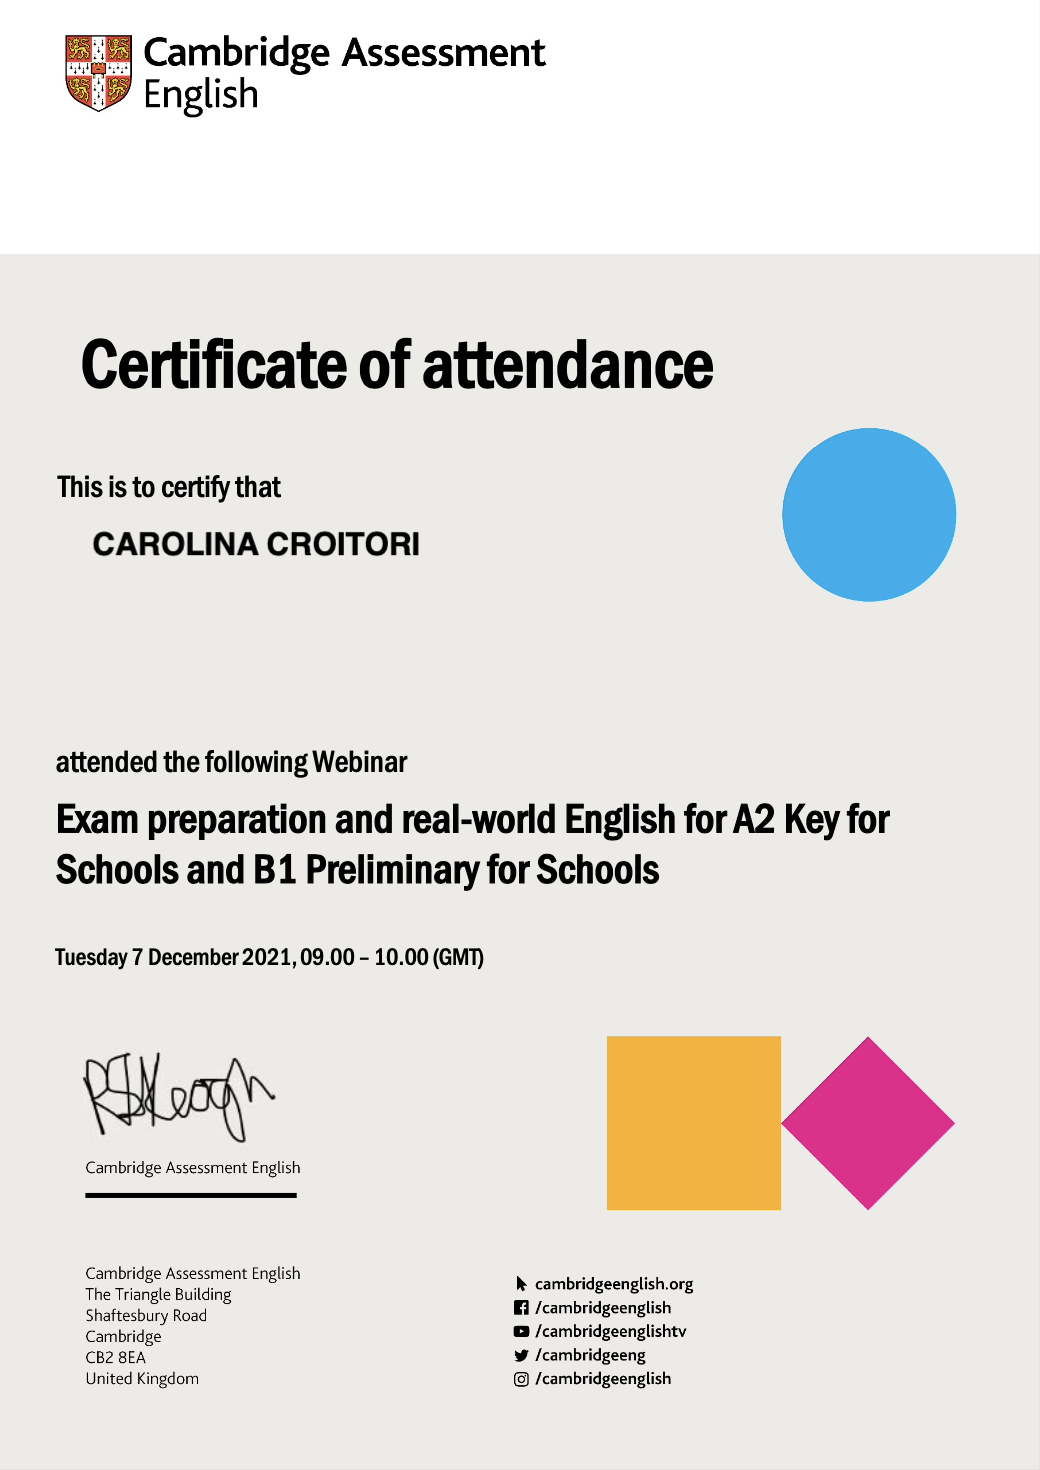 Cambridge Assessment
English
Certificate of attendance
This is to certify that
CAROLINA CROITORI
attended the following Webinar
Exam preparation and real-world English for A2 Key for
Schools and B1 Preliminary for Schools
Tuesday 7 December 2021, 09.00 – 10.00 (GMT)
Cambridge Assessment English
Cambridge Assessment English
The Triangle Building
Shaftesbury Road
Cambridge
CB2 8EA
United Kingdom
cambridgeenglish.org
/cambridgeenglish
/cambridgeenglishtv
/cambridgeeng
/cambridgeenglish